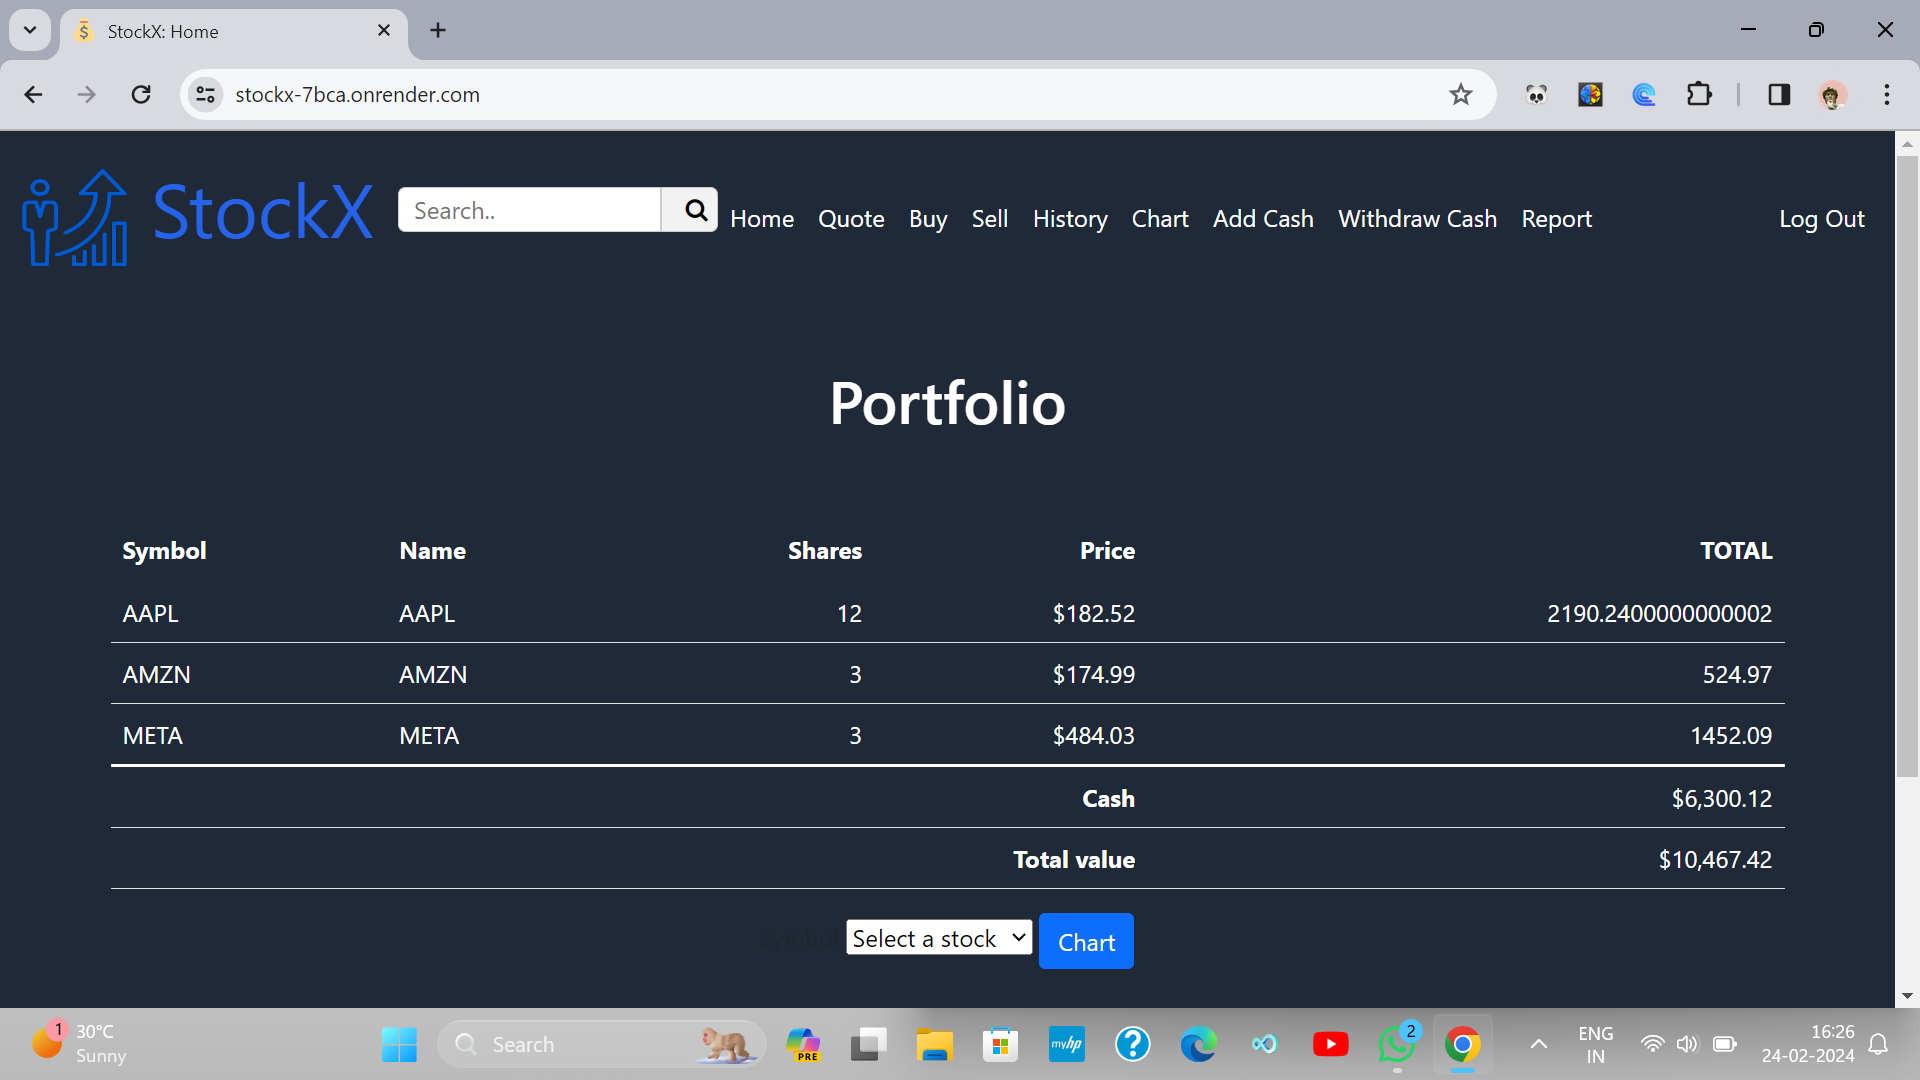 StockX: Home
stockx-7bca.onrender.com
StockX Search.. Home Quote Buy Sell History Chart Add Cash Withdraw Cash Report Log Out
Portfolio
Symbol Name Shares Price TOTAL
AAPL AAPL 12 $182.52 2190.2400000000002
AMZN AMZN 3 $174.99 524.97
META META 3 $484.03 1452.09
Cash $6,300.12
Total value $10,467.42
Symbol Select a stock Chart
1 30°C
Sunny
Search
PRE
myhp
2
ENG
IN
16:26
24-02-2024